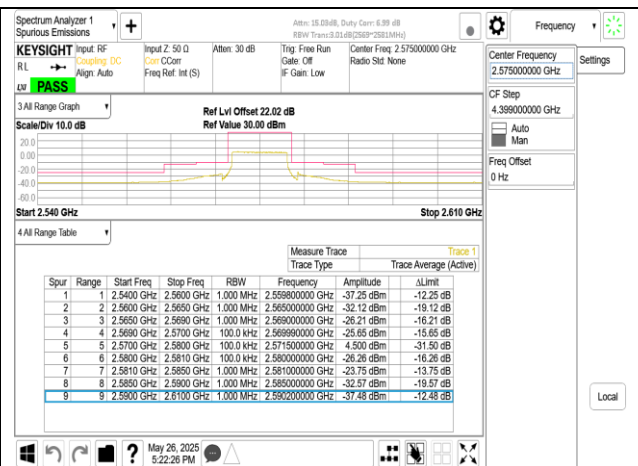 Spectrum Analyzer 1
Spurious Emissions
Attn: 15.03dB, Duty Corr: 6.99 dB
RBW Tran:3.01dB(2569~2581MHz)
Frequency
KEYSIGHT
Input: RF
Input Z: 50 Ω
Atten: 30 dB
Trig: Free Run
Center Freq: 2.575000000 GHz
RL
Coupling: DC
Corr CCorr
Gate: Off
Radio Std: None
Align: Auto
Freq Ref: Int (S)
IF Gain: Low
PASS
Center Frequency
2.575000000 GHz
Settings
CF Step
4.399000000 GHz
Auto
Man
Freq Offset
0 Hz
3 All Range Graph
Ref Lvl Offset 22.02 dB
Scale/Div 10.0 dB
Ref Value 30.00 dBm
20.0
0.00
-20.0
-40.0
-60.0
Start 2.540 GHz
Stop 2.610 GHz
4 All Range Table
Measure Trace Trace 1
Trace Type Trace Average (Active)
Spur Range Start Freq Stop Freq RBW Frequency Amplitude ΔLimit
1 1 2.5400 GHz 2.5600 GHz 1.000 MHz 2.559800000 GHz -37.25 dBm -12.25 dB
2 2 2.5600 GHz 2.5650 GHz 1.000 MHz 2.565000000 GHz -32.12 dBm -19.12 dB
3 3 2.5650 GHz 2.5690 GHz 1.000 MHz 2.569000000 GHz -26.21 dBm -16.21 dB
4 4 2.5690 GHz 2.5700 GHz 100.0 kHz 2.569990000 GHz -25.65 dBm -15.65 dB
5 5 2.5700 GHz 2.5800 GHz 100.0 kHz 2.571500000 GHz 4.500 dBm -31.50 dB
6 6 2.5800 GHz 2.5810 GHz 100.0 kHz 2.580000000 GHz -26.26 dBm -16.26 dB
7 7 2.5810 GHz 2.5850 GHz 1.000 MHz 2.581000000 GHz -23.75 dBm -13.75 dB
8 8 2.5850 GHz 2.5900 GHz 1.000 MHz 2.585000000 GHz -32.57 dBm -19.57 dB
9 9 2.5900 GHz 2.6100 GHz 1.000 MHz 2.590200000 GHz -37.48 dBm -12.48 dB
Local
May 26, 2025
5:22:26 PM